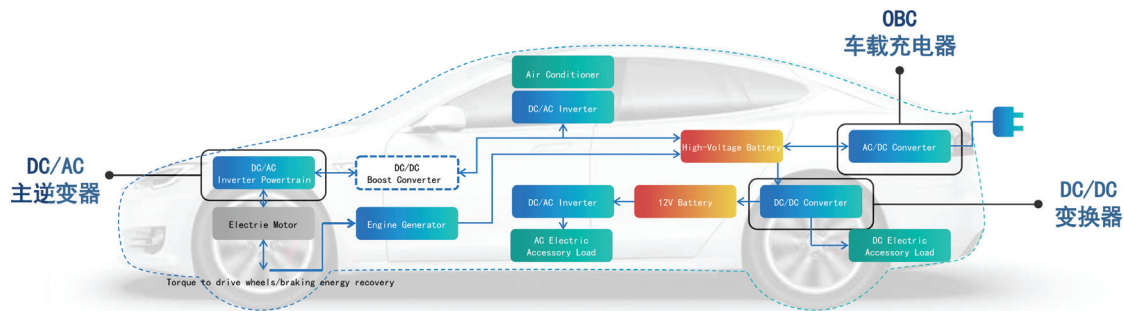 OBC
车载充电器
Air Conditioner
DC/AC Inverter
High-Voltage Battery
AC/DC Converter
DC/AC
主逆变器
DC/AC
Inverter Powertrain
DC/DC
Boost Converter
DC/DC
变换器
Electrie Motor
Engine Generator
DC/AC Inverter
12V Battery
DC/DC Converter
AC Electric
Accessory Load
DC Electric
Accessory Load
Torque to drive wheels/braking energy recovery